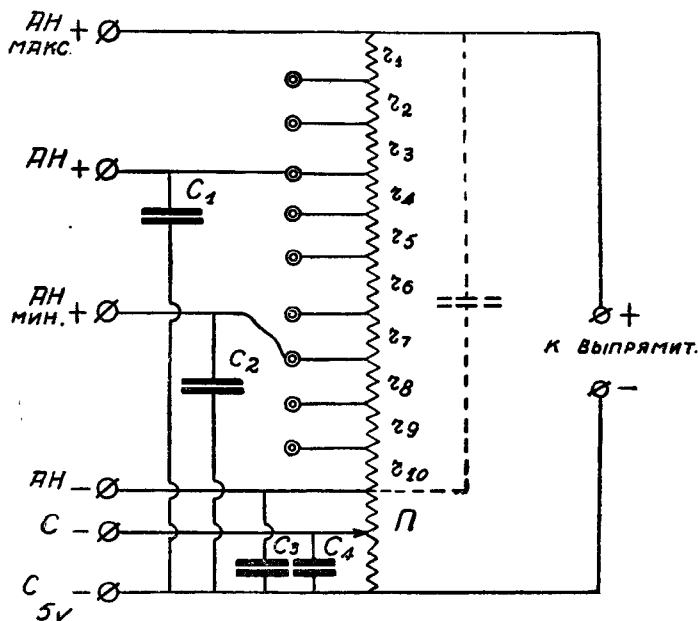 АН +
МАКС.
r1
r2
АН +
r3
C1
r4
r5
АН
МИН. +
r6
r7
+
К ВЫПРЯМИТ.
C2
r8
-
r9
АН -
r10
C -
П
C3
C4
C
5v